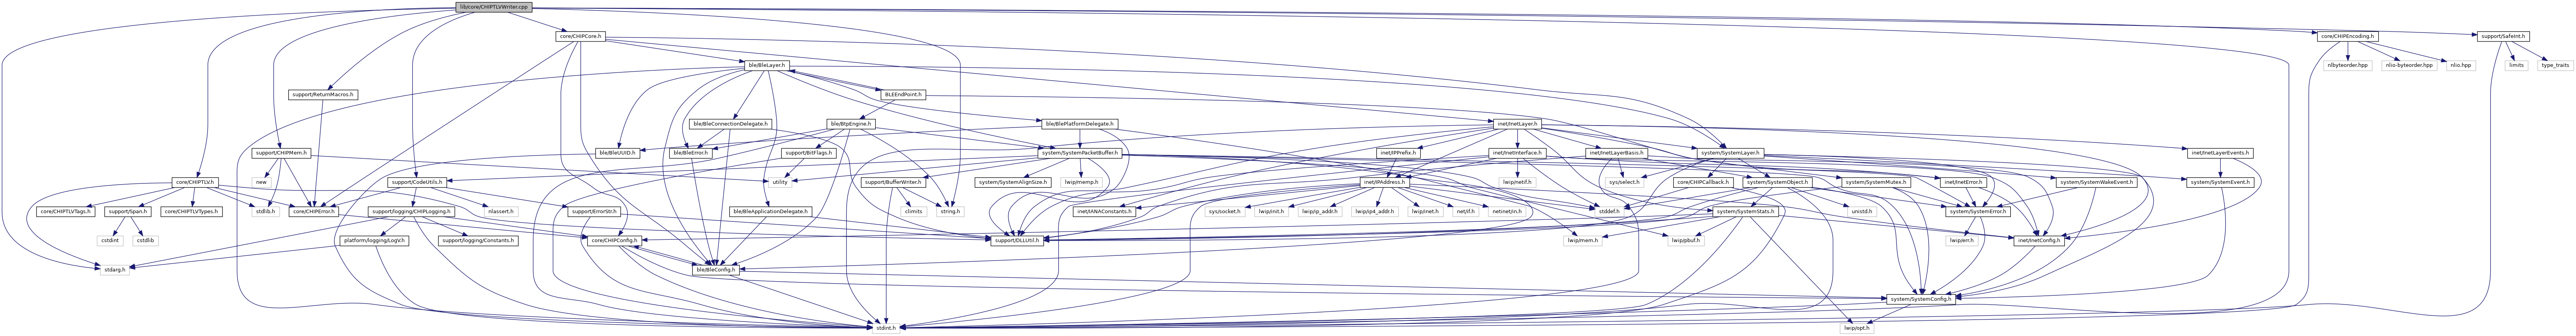 lib/core/CHIPTLVWriter.cpp
core/CHIPCore.h
core/CHIPEncoding.h
support/SafeInt.h
ble/BleLayer.h
nlbyteorder.hpp
nlio-byteorder.hpp
nlio.hpp
limits
type_traits
support/ReturnMacros.h
BLEEndPoint.h
ble/BleConnectionDelegate.h
ble/BtpEngine.h
ble/BlePlatformDelegate.h
inet/InetLayer.h
support/CHIPMem.h
ble/BleUUID.h
ble/BleError.h
support/BitFlags.h
system/SystemPacketBuffer.h
inet/IPPrefix.h
inet/InetInterface.h
inet/InetLayerBasis.h
system/SystemLayer.h
inet/InetLayerEvents.h
new
core/CHIPTLV.h
support/CodeUtils.h
utility
support/BufferWriter.h
system/SystemAlignSize.h
lwip/memp.h
inet/IPAddress.h
lwip/netif.h
sys/select.h
core/CHIPCallback.h
system/SystemObject.h
system/SystemMutex.h
inet/InetError.h
system/SystemWakeEvent.h
system/SystemEvent.h
core/CHIPTLVTags.h
support/Span.h
core/CHIPTLVTypes.h
stdlib.h
core/CHIPError.h
support/logging/CHIPLogging.h
nlassert.h
support/ErrorStr.h
ble/BleApplicationDelegate.h
climits
string.h
inet/IANAConstants.h
sys/socket.h
lwip/init.h
lwip/ip_addr.h
lwip/ip4_addr.h
lwip/inet.h
net/if.h
netinet/in.h
stddef.h
system/SystemStats.h
unistd.h
system/SystemError.h
cstdint
cstdlib
platform/logging/LogV.h
support/logging/Constants.h
core/CHIPConfig.h
support/DLLUtil.h
lwip/mem.h
lwip/pbuf.h
lwip/err.h
inet/InetConfig.h
stdarg.h
ble/BleConfig.h
system/SystemConfig.h
stdint.h
lwip/opt.h